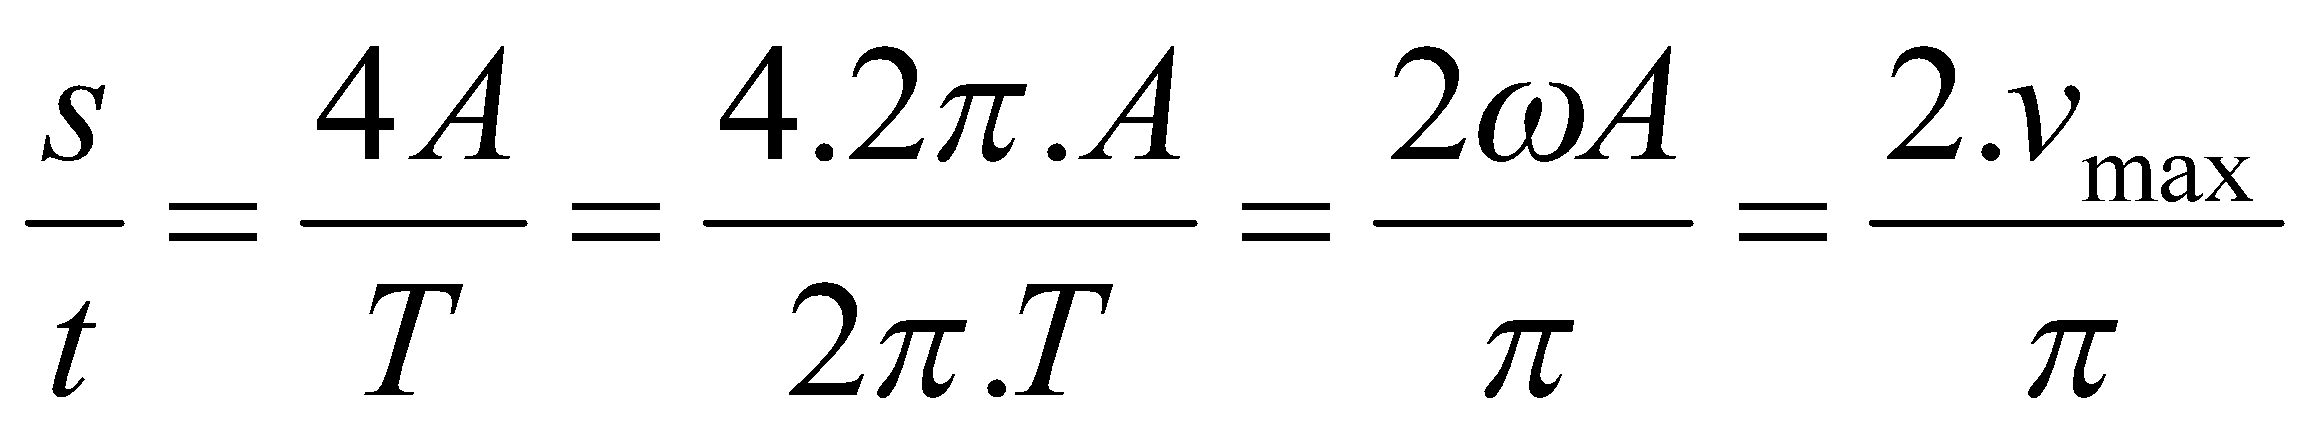 s/t = 4A/T = 4.2π.A/2π.T = 2ωA/π = 2.v_max/π